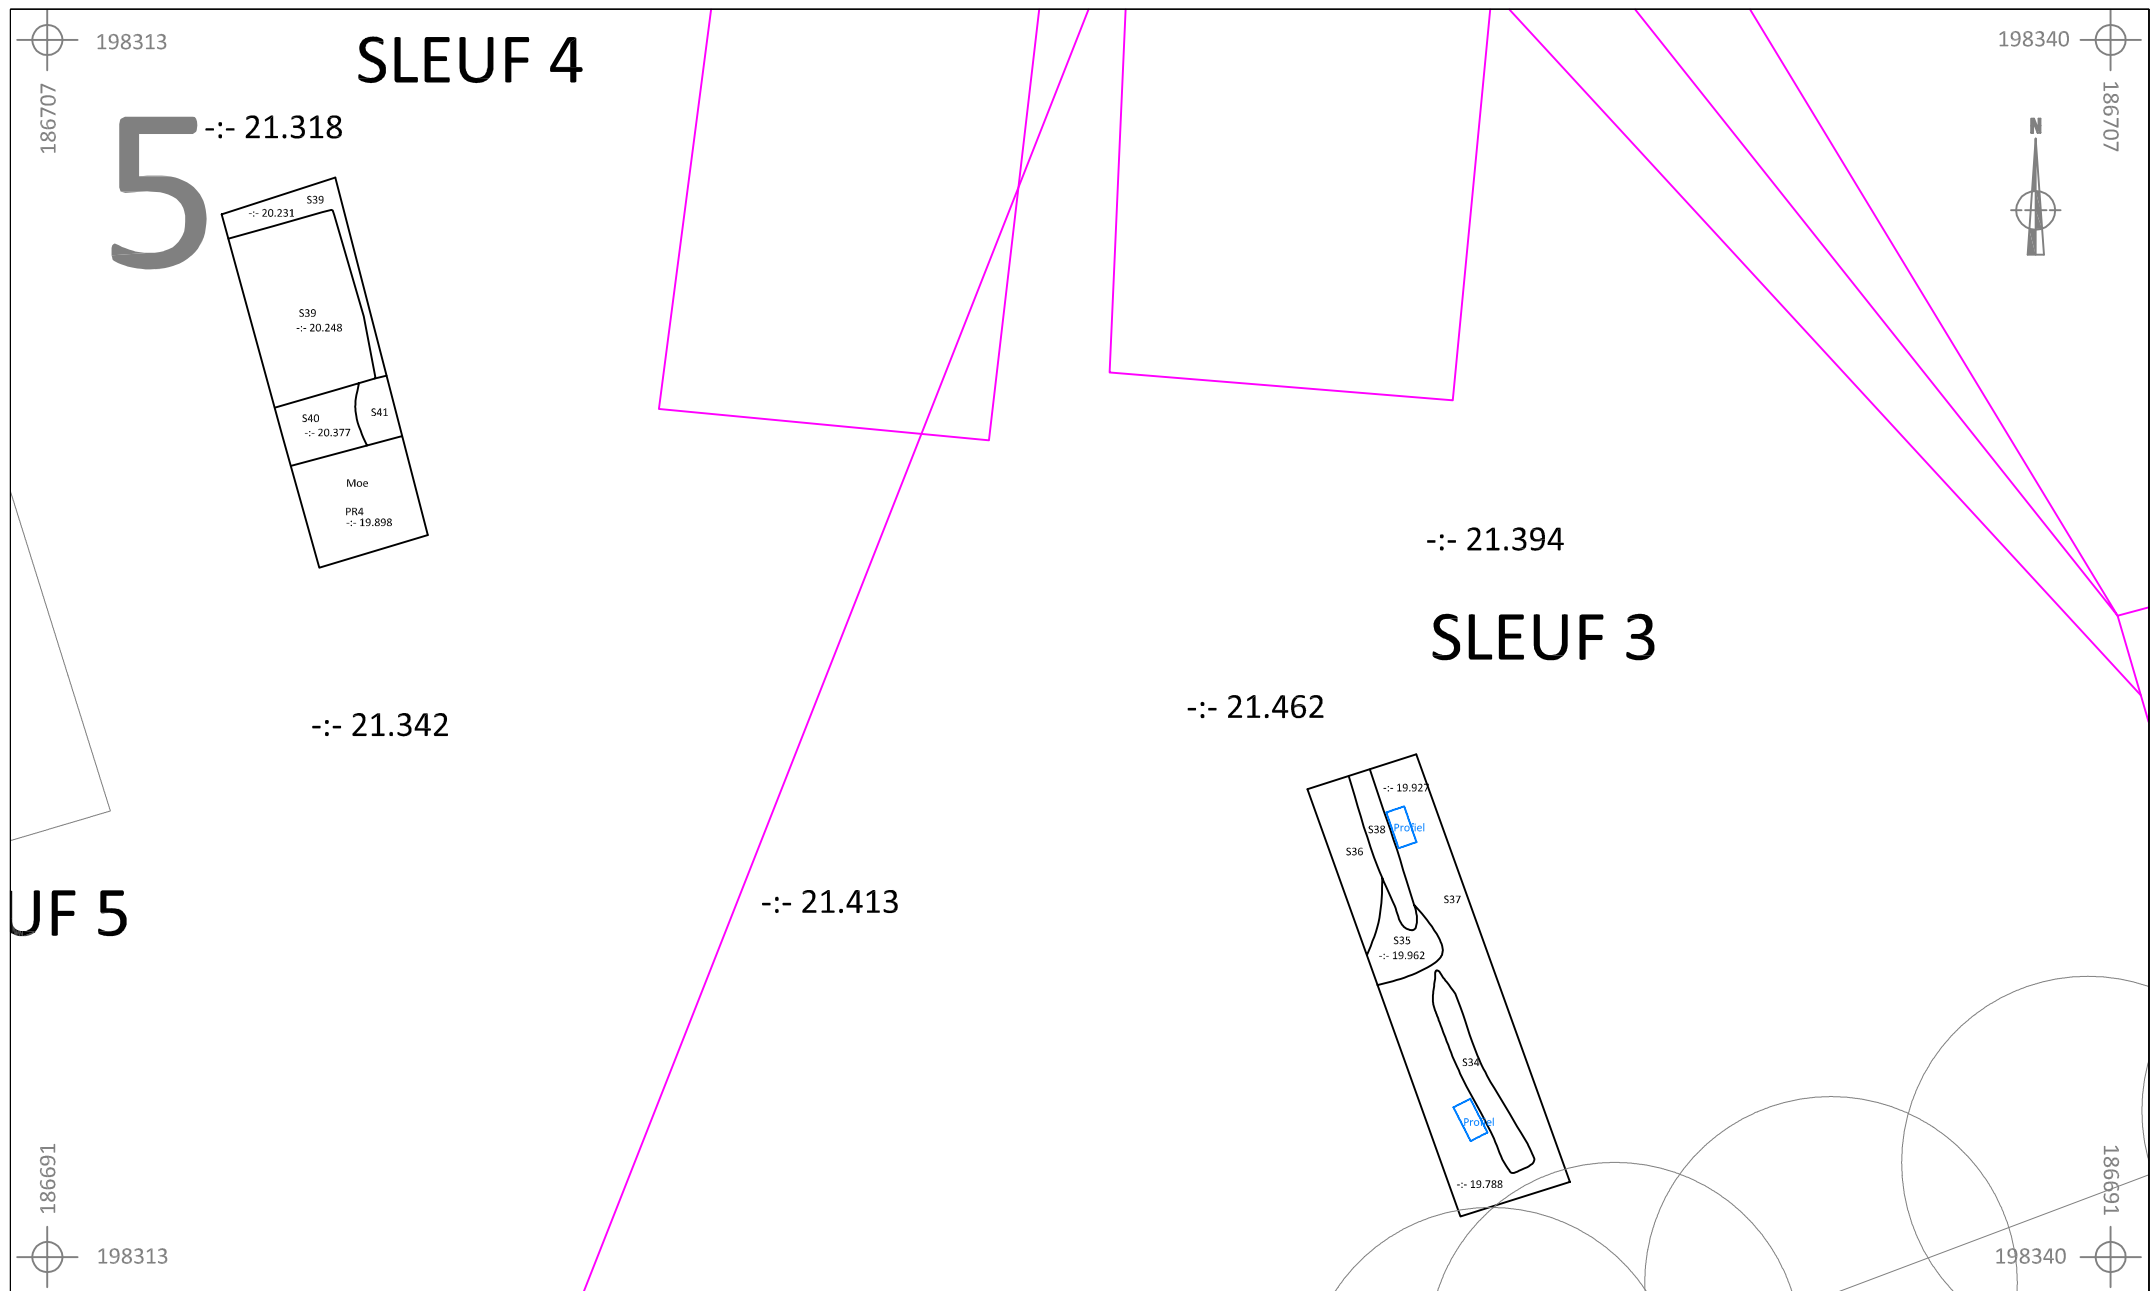 198313
SLEUF 4
198340
186707
186707
5
-:- 21.318
N
S39
-:- 20.231
S39
-:- 20.248
S40
S41
-:- 20.377
Moe
PR4
-:- 19.898
-:- 21.394
SLEUF 3
-:- 21.462
-:- 21.342
-:- 19.927
S38
Profiel
S36
S37
-:- 21.413
UF 5
S35
-:- 19.962
S34
Profiel
-:- 19.788
186691
186691
198313
198340